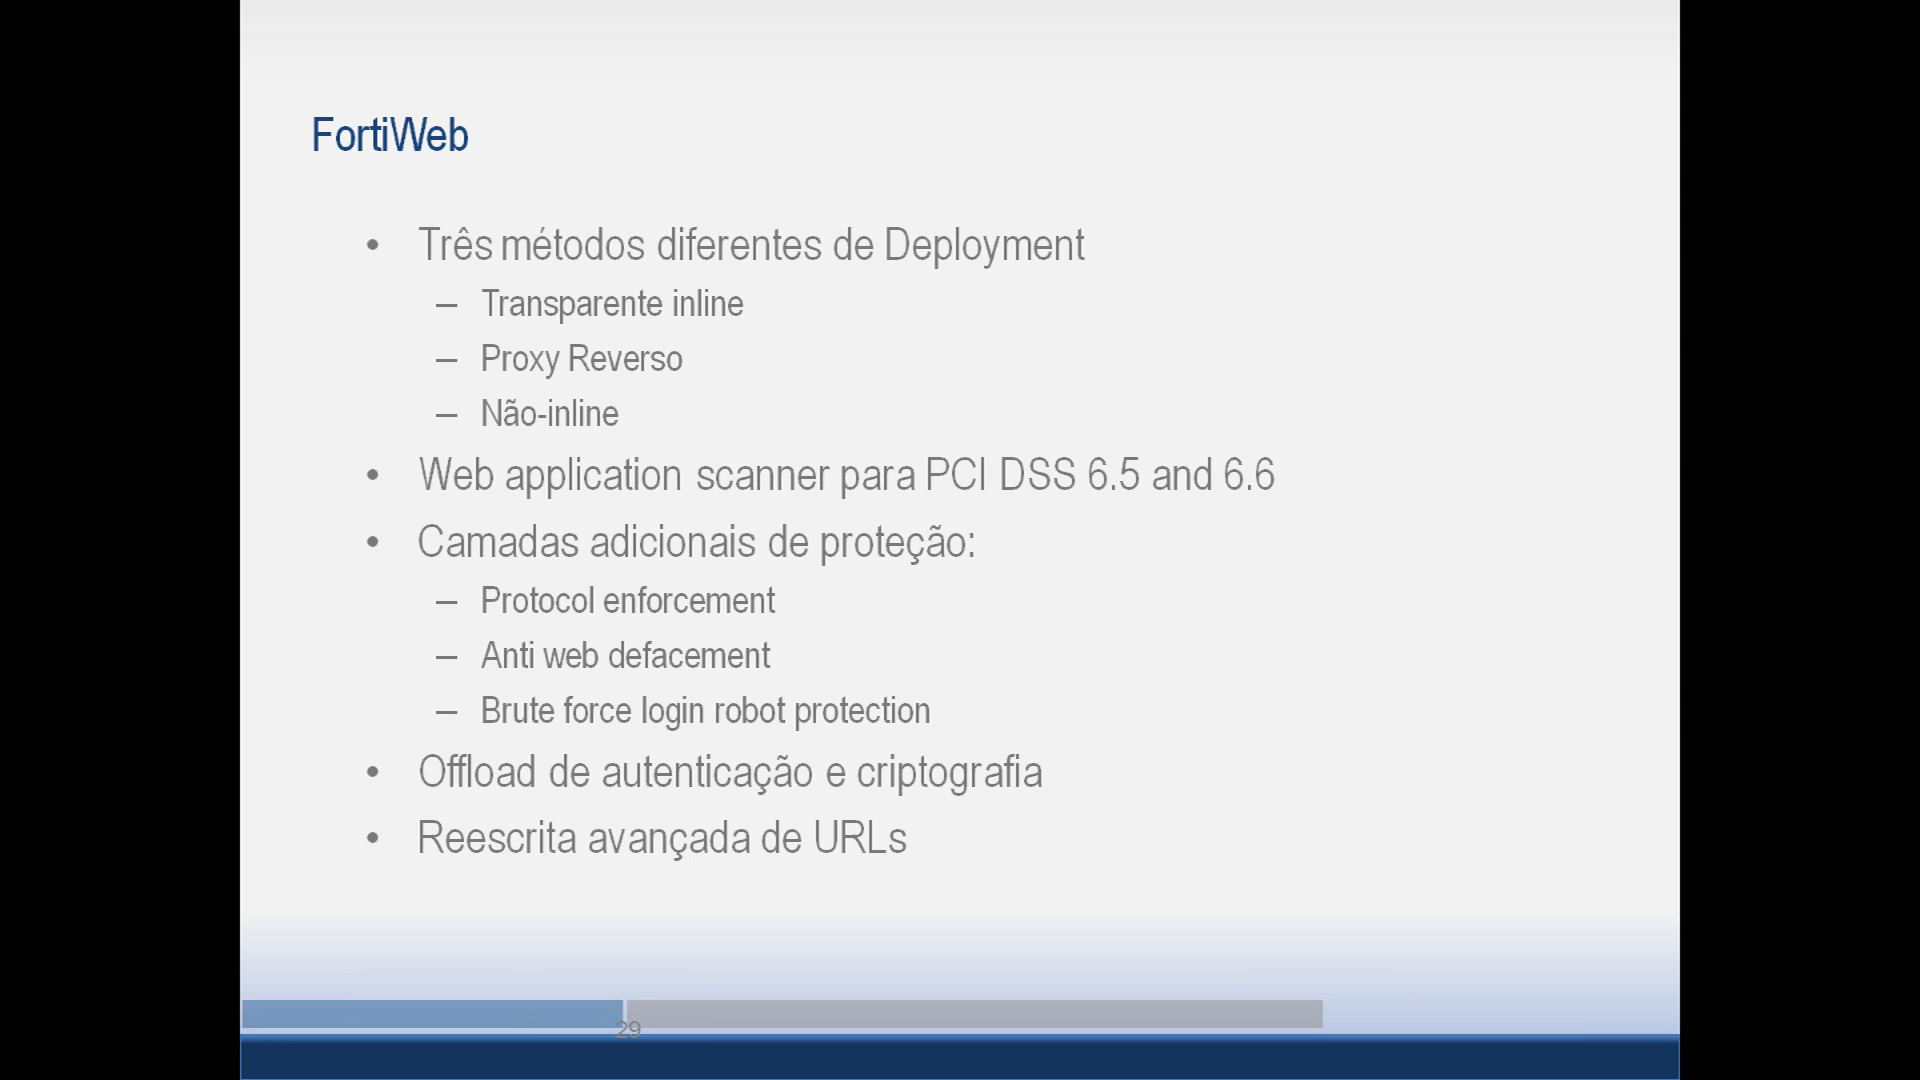 FortiWeb
• Três métodos diferentes de Deployment
– Transparente inline
– Proxy Reverso
– Não-inline
• Web application scanner para PCI DSS 6.5 and 6.6
• Camadas adicionais de proteção:
– Protocol enforcement
– Anti web defacement
– Brute force login robot protection
• Offload de autenticação e criptografia
• Reescrita avançada de URLs
29